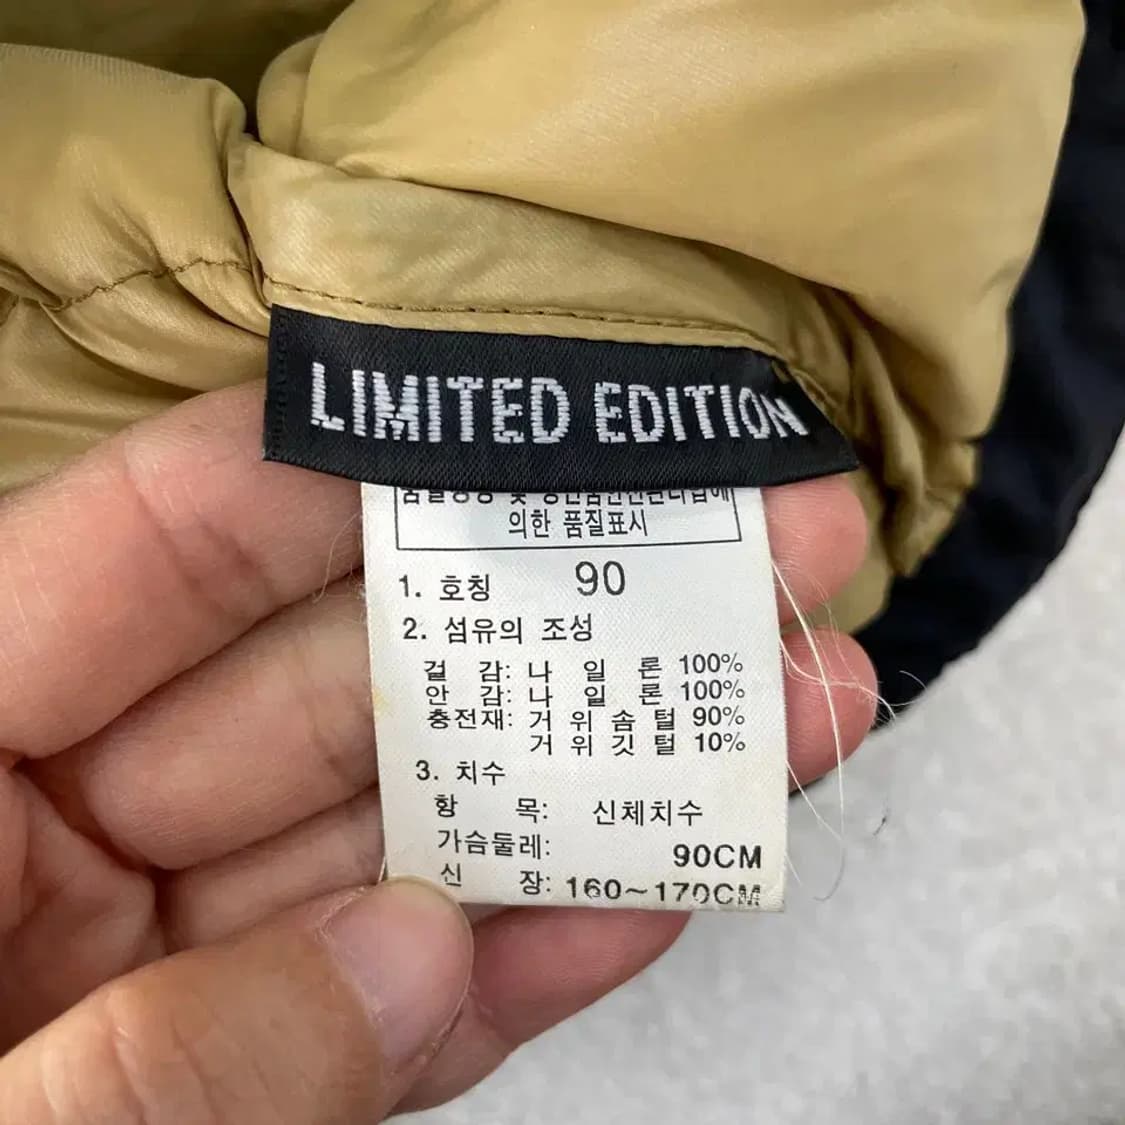 LIMITED EDITION
의한 품질표시
1. 호칭 90
2. 섬유의 조성
겉 감: 나 일 론 100%
안 감: 나 일 론 100%
충전재: 거 위 솜 털 90%
거 위 깃 털 10%
3. 치수
항 목: 신체치수
가슴둘레: 90CM
신 장: 160~170CM